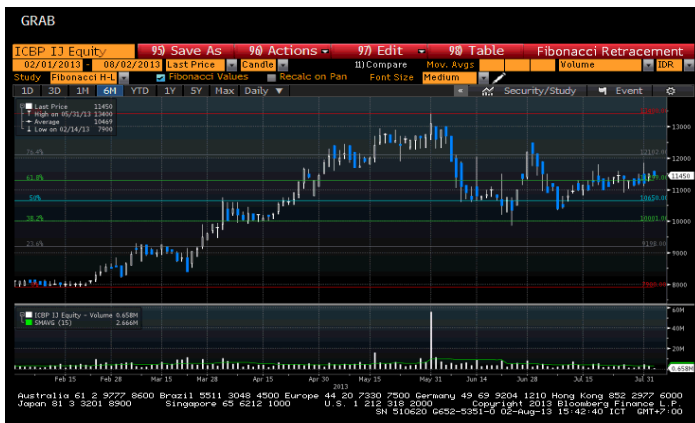 GRAB
ICBP IJ Equity 95) Save As 96) Actions 97) Edit 98) Table Fibonacci Retracement
02/01/2013 - 08/02/2013 Last Price Candle 11) Compare Mov. Avgs Volume IDR
Study Fibonacci H-L Fibonacci Values Recalc on Pan Font Size Medium
1D 3D 1M 6M YTD 1Y 5Y Max Daily ▼ « Security/Study Event
Last Price 11450
High on 05/31/13 13400
Average 10469
Low on 02/14/13 7900
13000
76.4% 12102.00
12000
61.8%
11450
11000
50% 10650.00
38.2% 10001.00
10000
23.6% 9198.00
9000
7900.00
8000
ICBP IJ Equity - Volume 0.658M
SMAVG (15) 2.666M
60M
40M
20M
0.658M
Feb 15 Feb 28 Mar 15 Mar 28 Apr 15 Apr 30 May 15 May 31 Jun 14 Jun 28 Jul 15 Jul 31
2013
Australia 61 2 9777 8600 Brazil 5511 3048 4500 Europe 44 20 7330 7500 Germany 49 69 9204 1210 Hong Kong 852 2977 6000
Japan 81 3 3201 8900 Singapore 65 6212 1000 U.S. 1 212 318 2000 Copyright 2013 Bloomberg Finance L.P.
SN 510620 G652-5351-0 02-Aug-13 15:42:40 ICT GMT+7:00